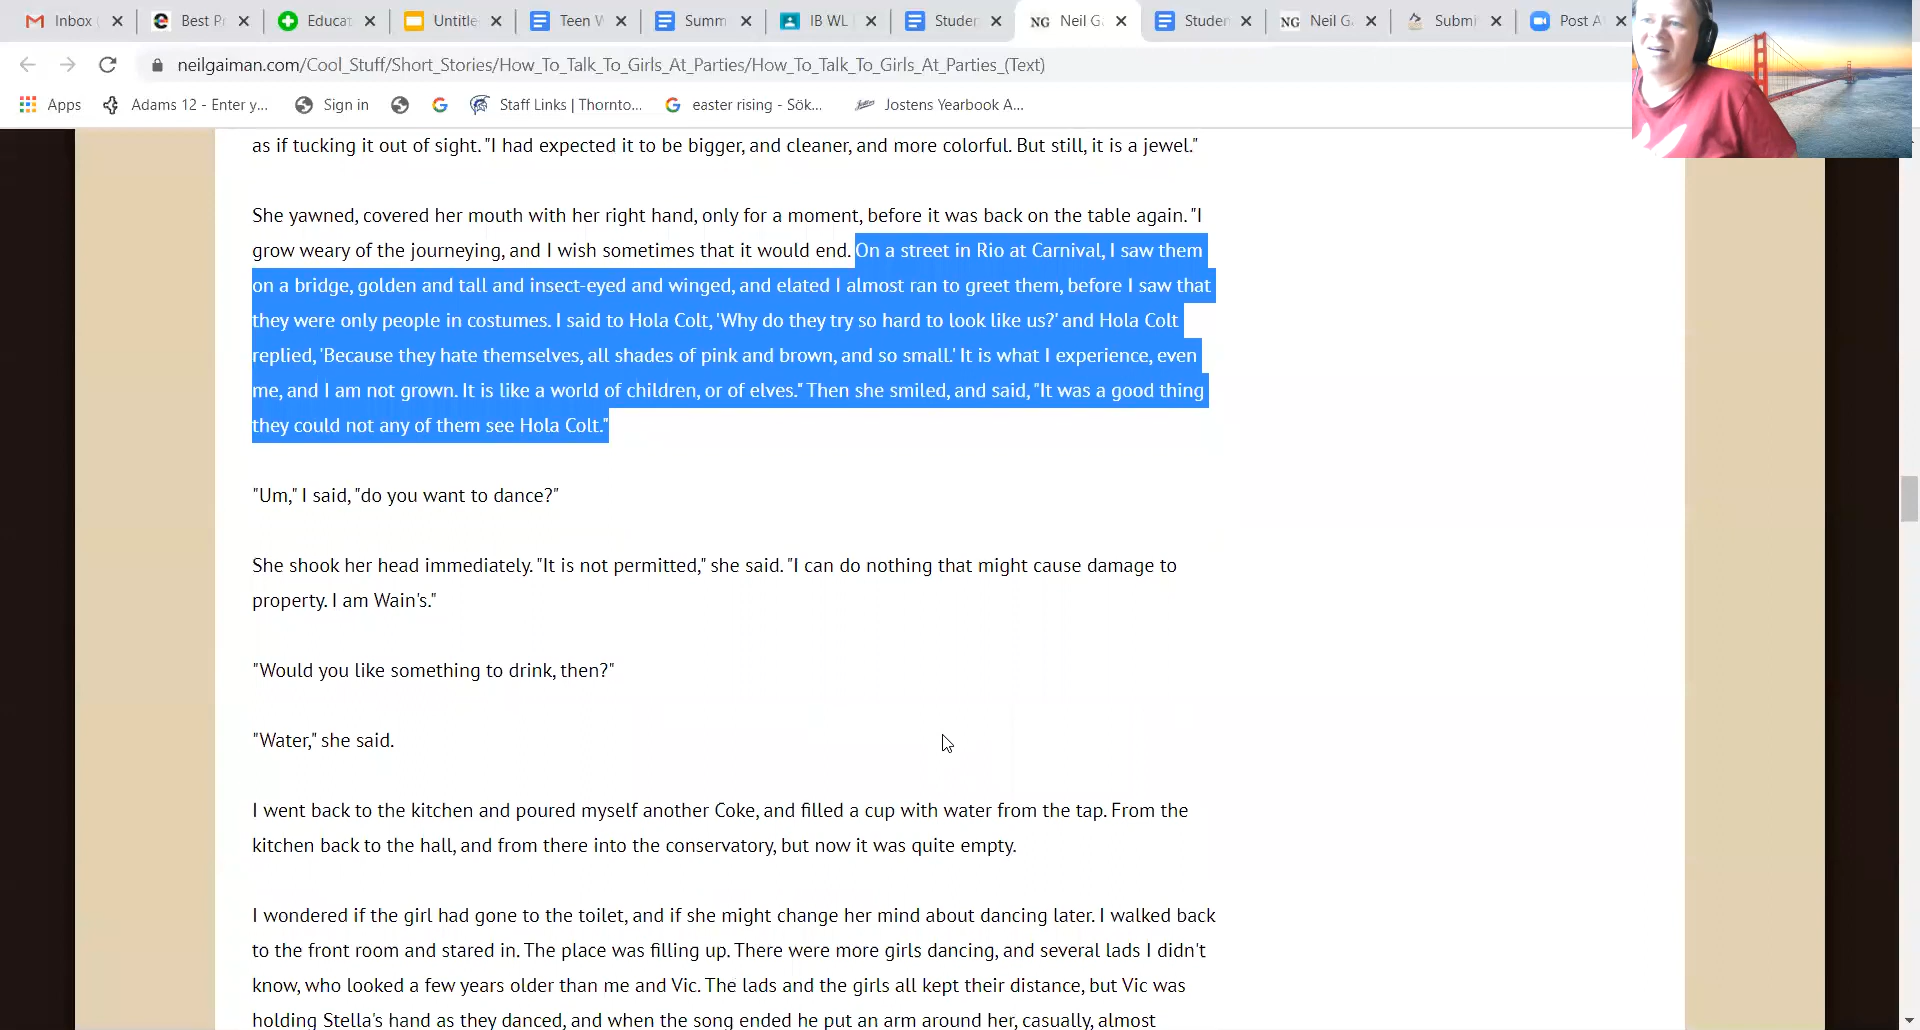 Inbox
Best Pr
Educat
Untitle
Teen W
Summ
IB WL
Studen
NG Neil G
Studen
NG Neil G
Submi
Post A
neilgaiman.com/Cool_Stuff/Short_Stories/How_To_Talk_To_Girls_At_Parties/How_To_Talk_To_Girls_At_Parties_(Text)
Apps
Adams 12 - Enter y...
Sign in
Staff Links | Thornto...
easter rising - Sök...
Jostens Yearbook A...
as if tucking it out of sight. "I had expected it to be bigger, and cleaner, and more colorful. But still, it is a jewel."
She yawned, covered her mouth with her right hand, only for a moment, before it was back on the table again. "I
grow weary of the journeying, and I wish sometimes that it would end. On a street in Rio at Carnival, I saw them
on a bridge, golden and tall and insect-eyed and winged, and elated I almost ran to greet them, before I saw that
they were only people in costumes. I said to Hola Colt, 'Why do they try so hard to look like us?' and Hola Colt
replied, 'Because they hate themselves, all shades of pink and brown, and so small.' It is what I experience, even
me, and I am not grown. It is like a world of children, or of elves." Then she smiled, and said, "It was a good thing
they could not any of them see Hola Colt."
"Um," I said, "do you want to dance?"
She shook her head immediately. "It is not permitted," she said. "I can do nothing that might cause damage to
property. I am Wain's."
"Would you like something to drink, then?"
"Water," she said.
I went back to the kitchen and poured myself another Coke, and filled a cup with water from the tap. From the
kitchen back to the hall, and from there into the conservatory, but now it was quite empty.
I wondered if the girl had gone to the toilet, and if she might change her mind about dancing later. I walked back
to the front room and stared in. The place was filling up. There were more girls dancing, and several lads I didn't
know, who looked a few years older than me and Vic. The lads and the girls all kept their distance, but Vic was
holding Stella's hand as they danced, and when the song ended he put an arm around her, casually, almost